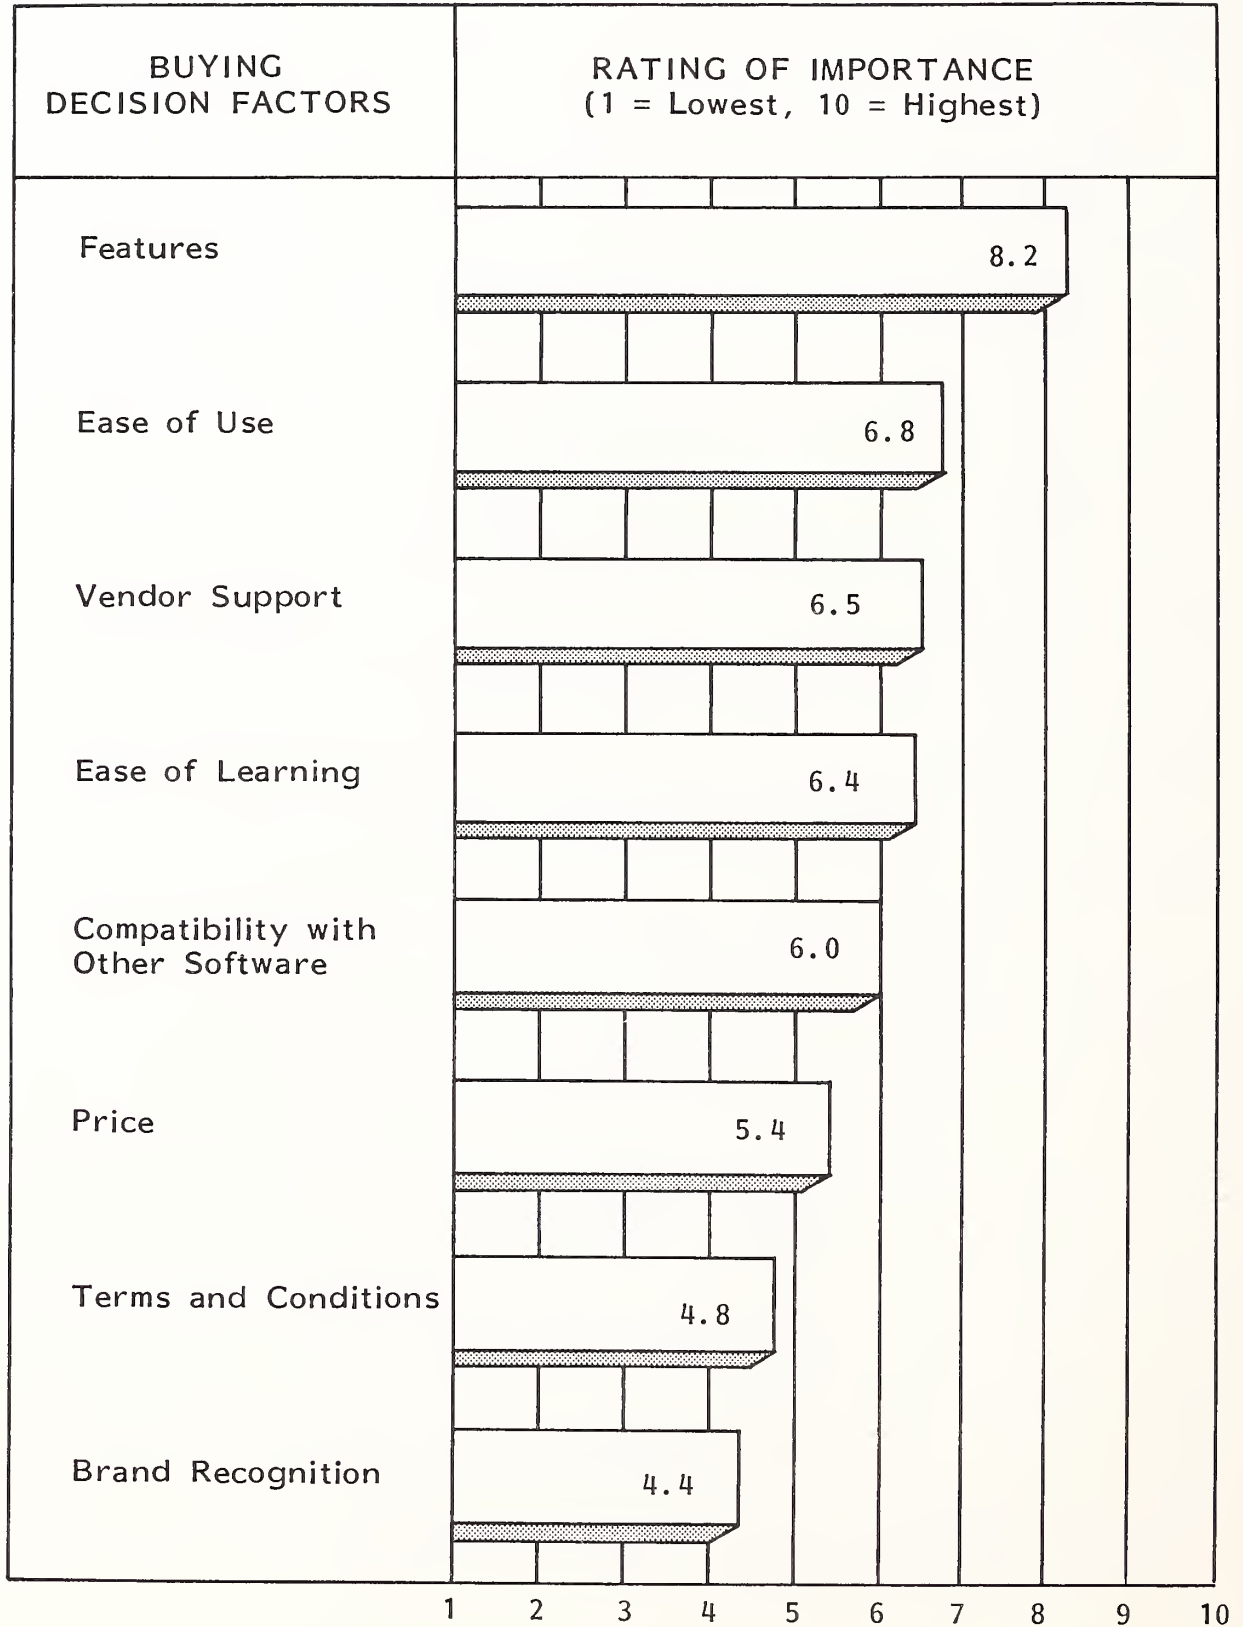 BUYING
DECISION FACTORS
RATING OF IMPORTANCE
(1 = Lowest, 10 = Highest)
Features
8.2
Ease of Use
6.8
Vendor Support
6.5
Ease of Learning
6.4
Compatibility with
Other Software
6.0
Price
5.4
Terms and Conditions
4.8
Brand Recognition
4.4
1 2 3 4 5 6 7 8 9 10